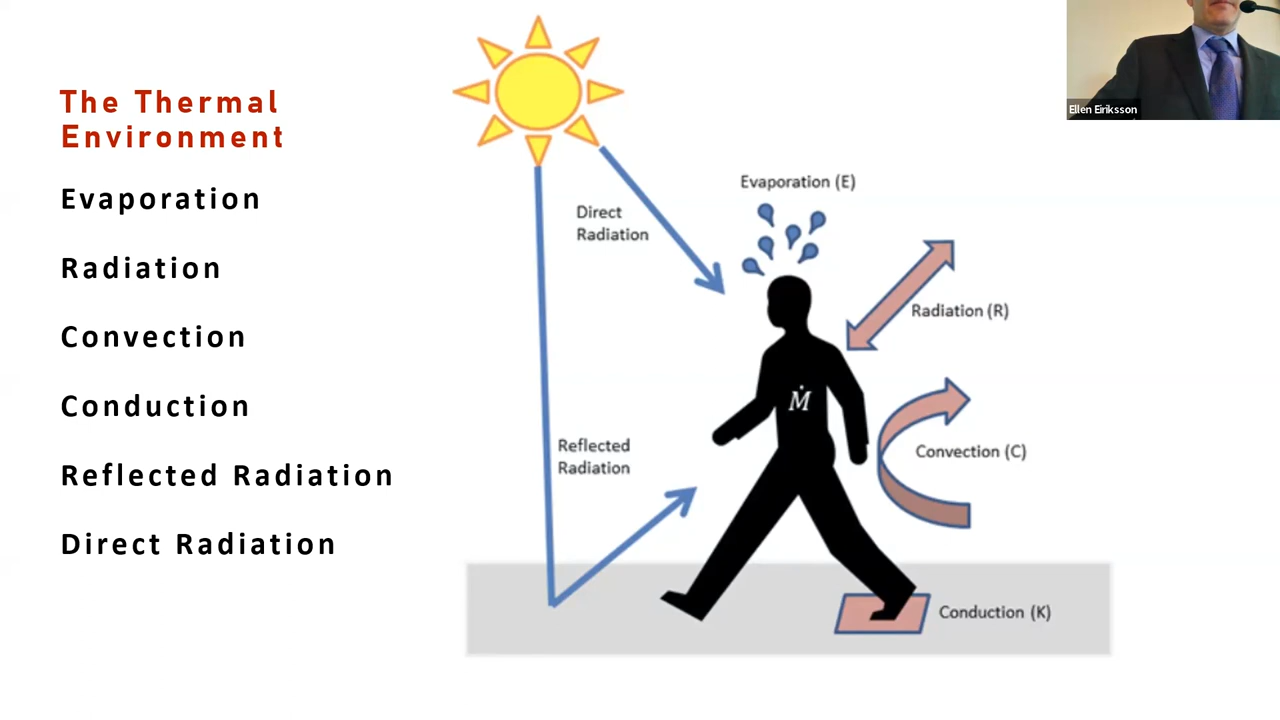 The Thermal
Environment
Evaporation
Radiation
Convection
Conduction
Reflected Radiation
Direct Radiation
Direct
Radiation
Evaporation (E)
Radiation (R)
Ṁ
Reflected
Radiation
Convection (C)
Conduction (K)
Ellen Eiriksson